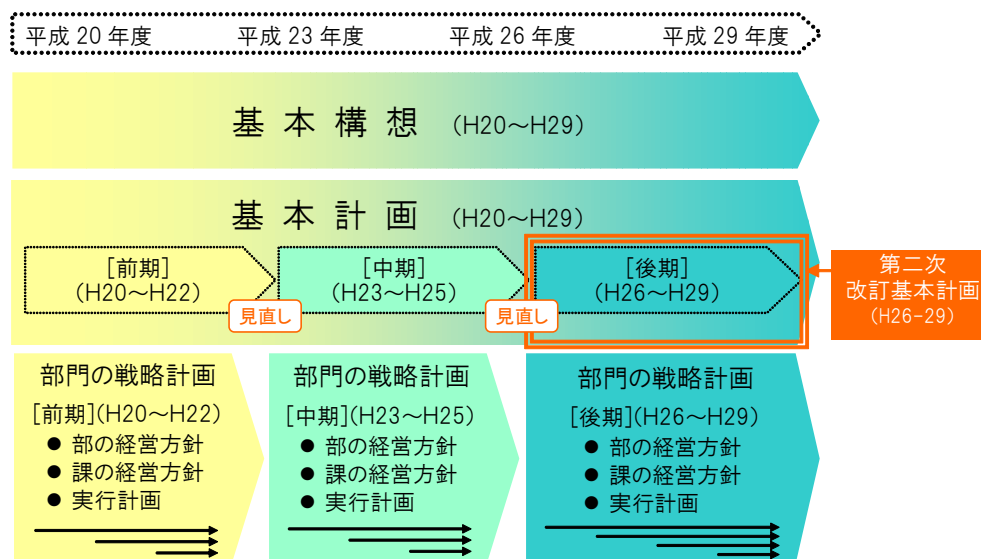 平成 20 年度 平成 23 年度 平成 26 年度 平成 29 年度
基 本 構 想 (H20～H29)
基 本 計 画 (H20～H29)
[前期]
(H20～H22)
見直し
[中期]
(H23～H25)
見直し
[後期]
(H26～H29)
第二次
改訂基本計画
(H26-29)
部門の戦略計画
[前期](H20～H22)
● 部の経営方針
● 課の経営方針
● 実行計画
部門の戦略計画
[中期](H23～H25)
● 部の経営方針
● 課の経営方針
● 実行計画
部門の戦略計画
[後期](H26～H29)
● 部の経営方針
● 課の経営方針
● 実行計画